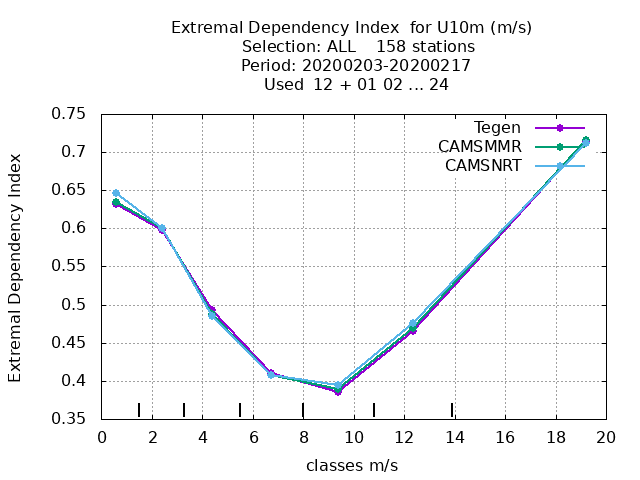 Extremal Dependency Index  for U10m (m/s)
Selection: ALL    158 stations
Period: 20200203-20200217
Used  12 + 01 02 ... 24
Extremal Dependency Index
0.75
0.7
0.65
0.6
0.55
0.5
0.45
0.4
0.35
Tegen
CAMSMMR
CAMSNRT
0 2 4 6 8 10 12 14 16 18 20
classes m/s